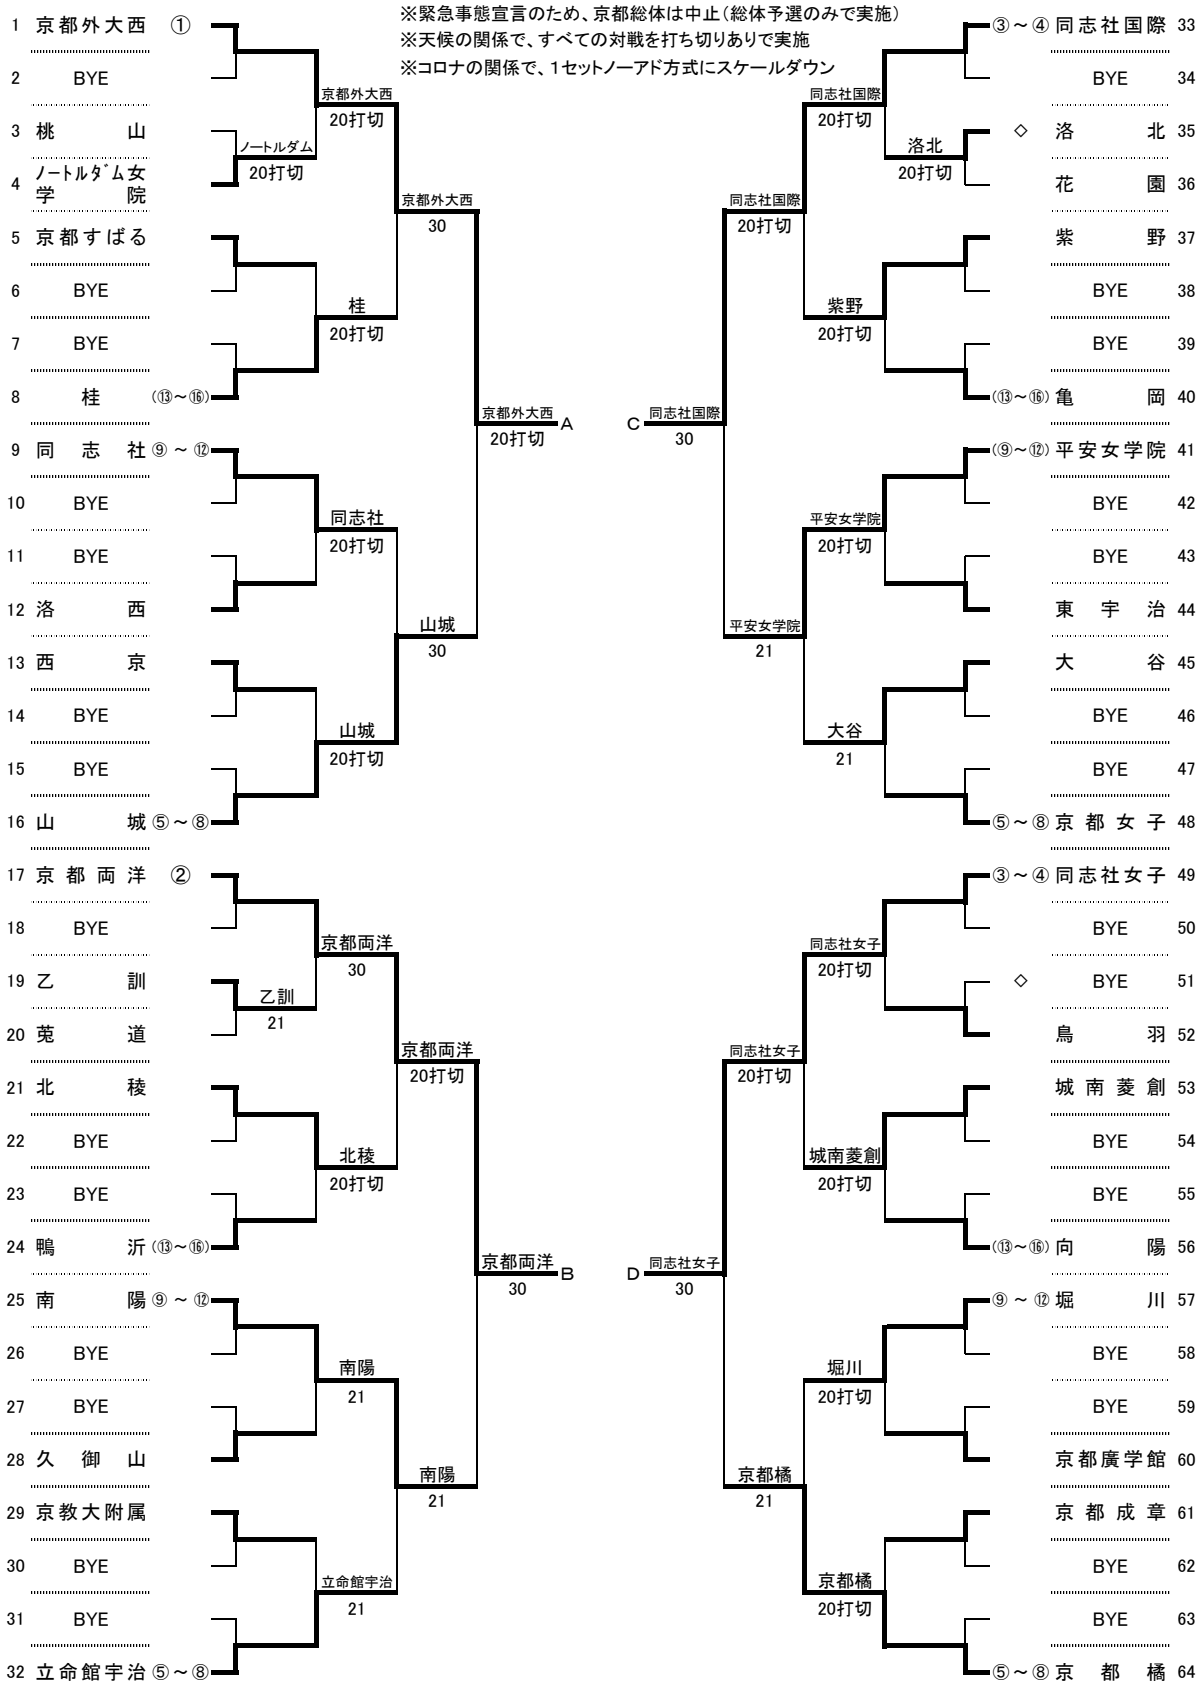 ※緊急事態宣言のため、京都総体は中止（総体予選のみで実施）
※天候の関係で、すべての対戦を打ち切りありで実施
※コロナの関係で、１セットノーアド方式にスケールダウン
1 京都外大西 ①
2 BYE
3 桃山
4 ノートルダム女学院
5 京都すばる
6 BYE
7 BYE
8 桂 (⑬～⑯)
9 同志社 ⑨～⑫
10 BYE
11 BYE
12 洛西
13 西京
14 BYE
15 BYE
16 山城 ⑤～⑧
17 京都両洋 ②
18 BYE
19 乙訓
20 莵道
21 北稜
22 BYE
23 BYE
24 鴨沂 (⑬～⑯)
25 南陽 ⑨～⑫
26 BYE
27 BYE
28 久御山
29 京教大附属
30 BYE
31 BYE
32 立命館宇治 ⑤～⑧
ノートルダム
20打切
乙訓
21
京都外大西
20打切
桂
20打切
同志社
20打切
山城
20打切
京都両洋
30
北稜
20打切
南陽
21
立命館宇治
21
京都外大西
30
山城
30
京都両洋
20打切
南陽
21
京都外大西 A
20打切
京都両洋 B
30
C 同志社国際
30
D 同志社女子
30
同志社国際
20打切
平安女学院
21
同志社女子
20打切
京都橘
21
同志社国際
20打切
紫野
20打切
平安女学院
20打切
大谷
21
同志社女子
20打切
城南菱創
20打切
堀川
20打切
京都橘
20打切
洛北
20打切
③～④ 同志社国際 33
BYE 34
◇ 洛北 35
花園 36
紫野 37
BYE 38
BYE 39
(⑬～⑯) 亀岡 40
(⑨～⑫) 平安女学院 41
BYE 42
BYE 43
東宇治 44
大谷 45
BYE 46
BYE 47
⑤～⑧ 京都女子 48
③～④ 同志社女子 49
BYE 50
◇ BYE 51
鳥羽 52
城南菱創 53
BYE 54
BYE 55
(⑬～⑯) 向陽 56
⑨～⑫ 堀川 57
BYE 58
BYE 59
京都廣学館 60
京都成章 61
BYE 62
BYE 63
⑤～⑧ 京都橘 64